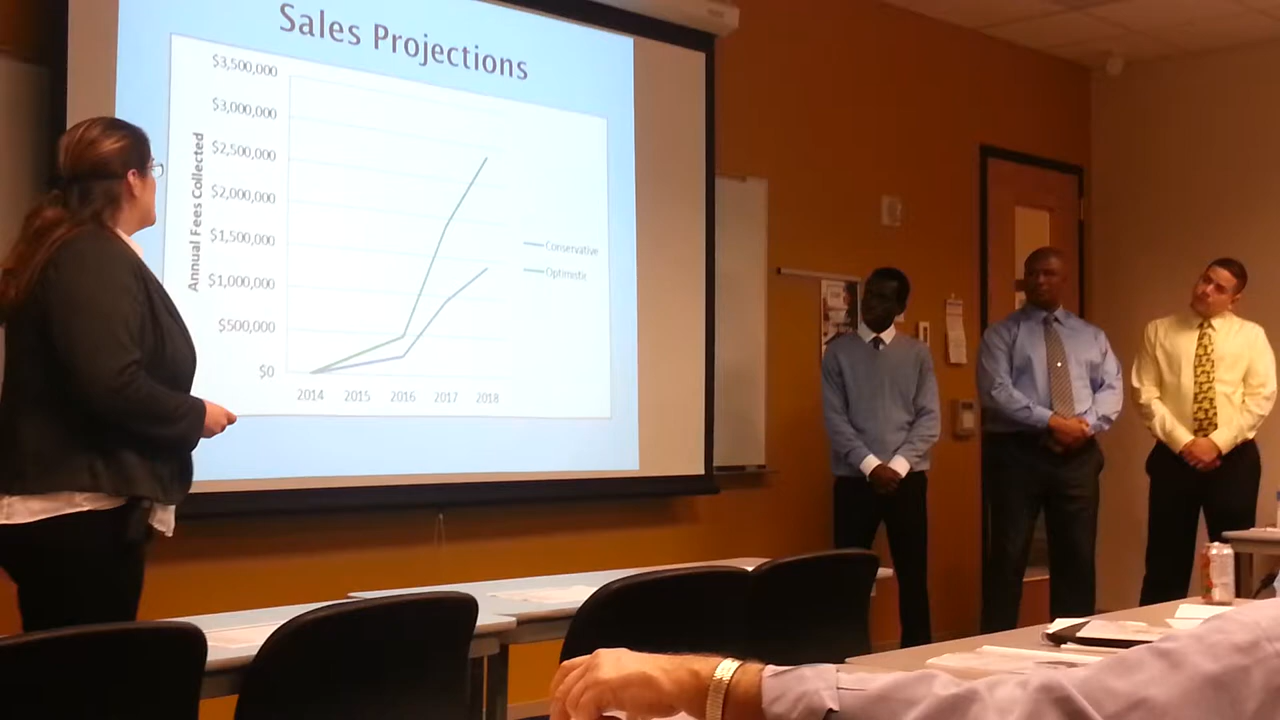 Sales Projections
$3,500,000
$3,000,000
$2,500,000
$2,000,000
$1,500,000
$1,000,000
$500,000
$0
Annual Fees Collected
2014 2015 2016 2017 2018
Conservative
Optimistic